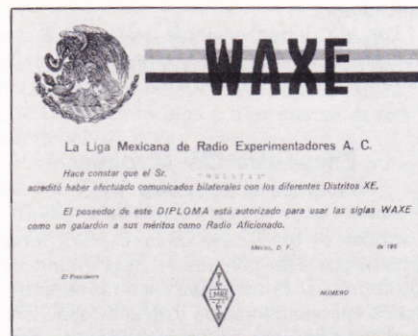 WAXE
La Liga Mexicana de Radio Experimentadores A. C.
Hace constar que el Sr.
acreditó haber efectuado comunicados bilaterales con los diferentes Distritos XE.
El poseedor de este DIPLOMA está autorizado para usar las siglas WAXE
como un galardón a sus méritos como Radio Aficionado.
México, D. F., de 195
El Presidente
LMRE
NUMERO